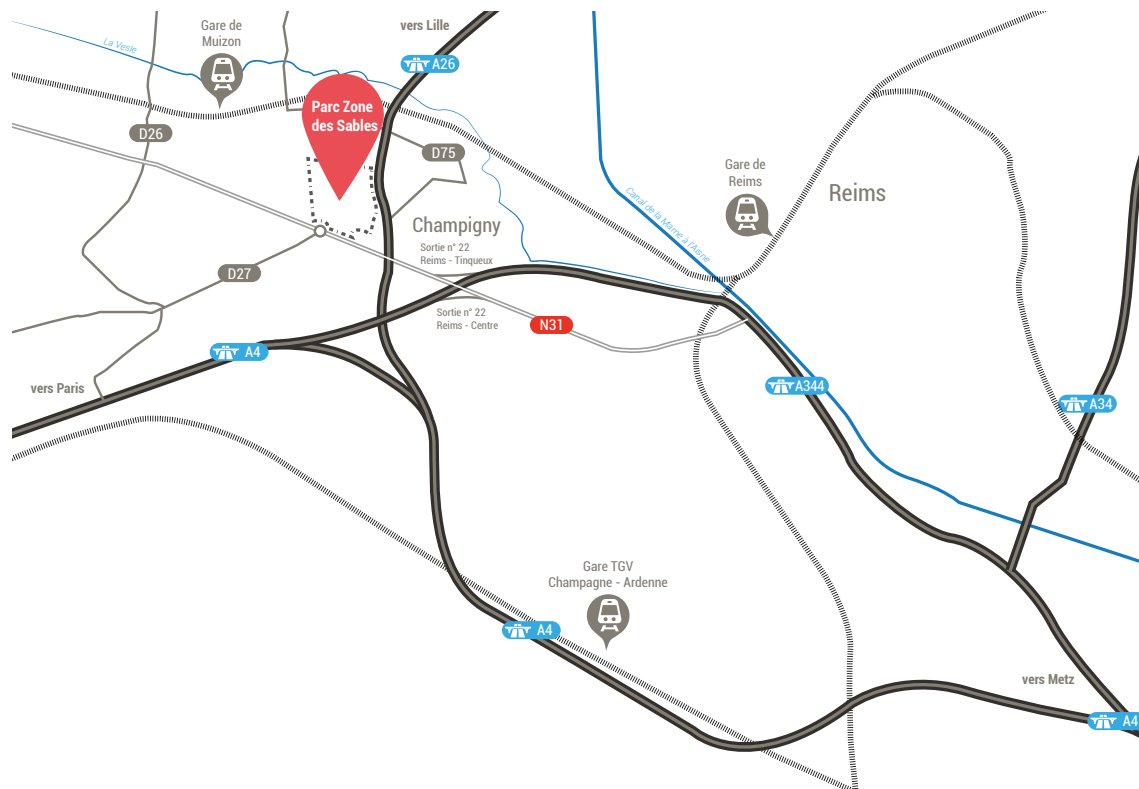 vers Lille
Gare de
Muizon
La Vesle
A26
Parc Zone
des Sables
D26
D75
Gare de
Reims
Reims
Canal de la Marne à l'Aisne
Champigny
Sortie n° 22
Reims - Tinqueux
D27
Sortie n° 22
Reims - Centre
N31
A4
vers Paris
A344
A34
Gare TGV
Champagne - Ardenne
A4
vers Metz
A4